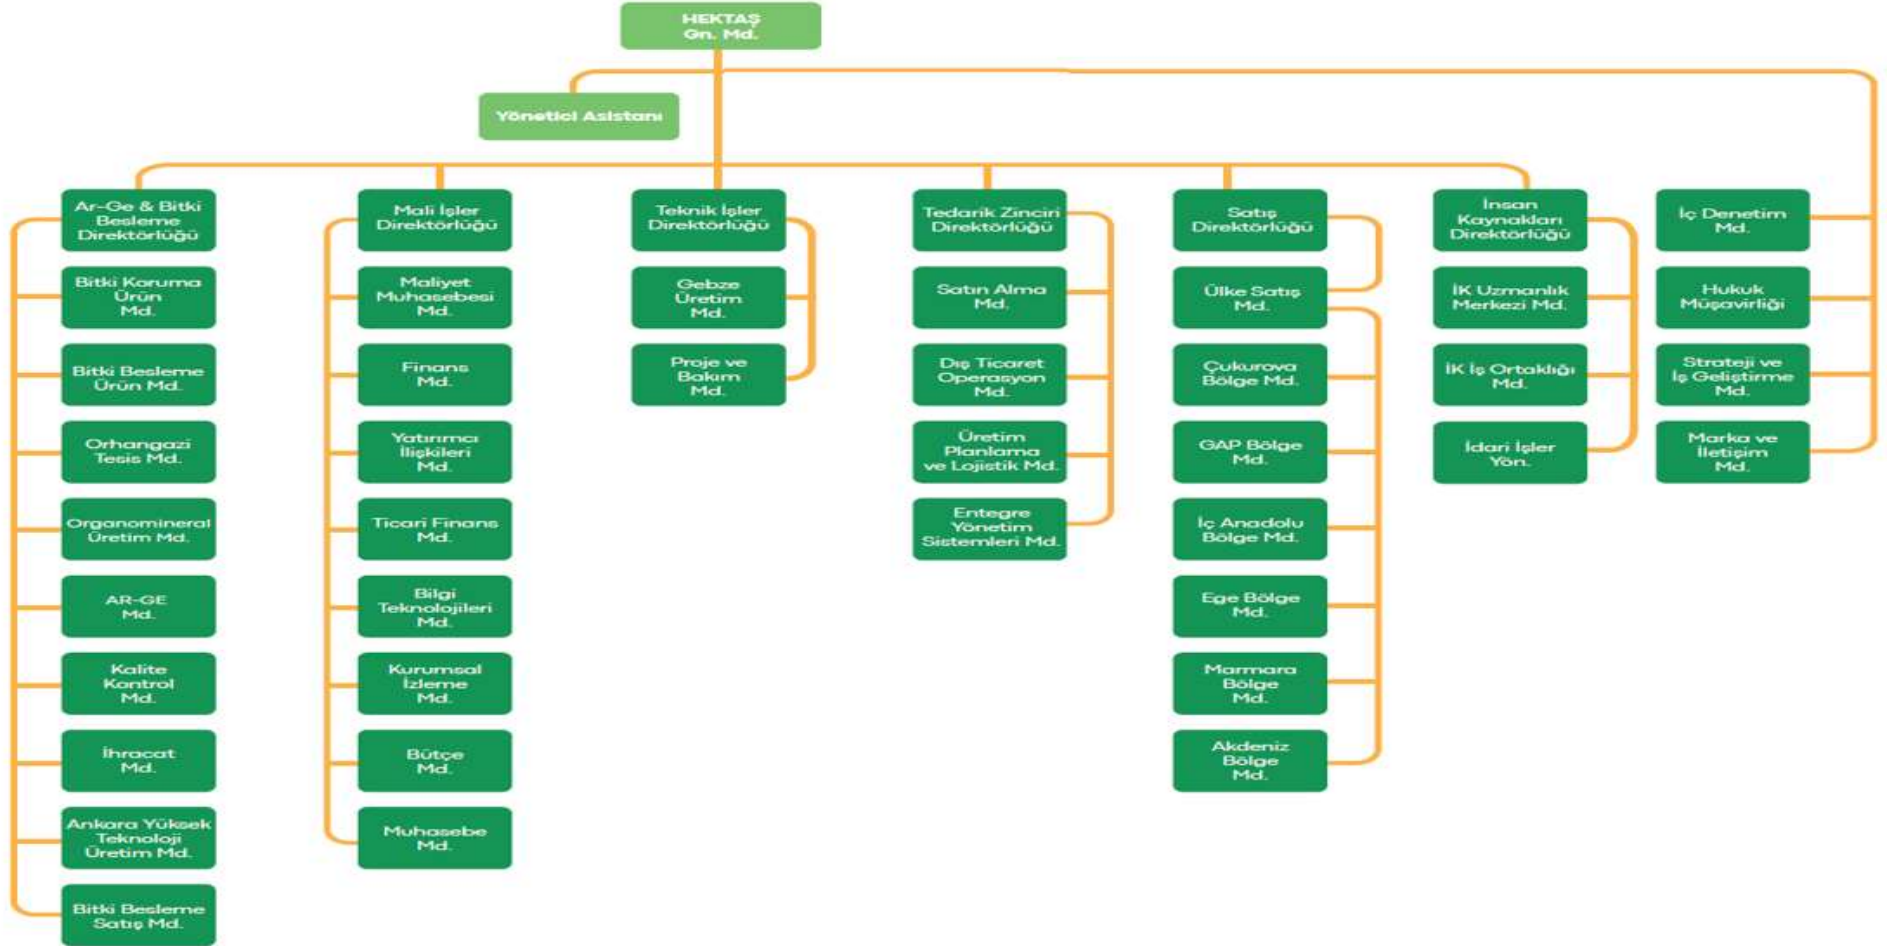 HEKTAŞ
Gn. Md.
Yönetici Asistanı
Ar-Ge & Bitki
Besleme
Direktörlüğü
Bitki Koruma
Ürün
Md.
Bitki Besleme
Ürün Md.
Orhangazi
Tesis Md.
Organomineral
Üretim Md.
AR-GE
Md.
Kalite
Kontrol
Md.
İhracat
Md.
Ankara Yüksek
Teknoloji
Üretim Md.
Bitki Besleme
Satış Md.
Mali İşler
Direktörlüğü
Maliyet
Muhasebesi
Md.
Finans
Md.
Yatırımcı
İlişkileri
Md.
Ticari Finans
Md.
Bilgi
Teknolojileri
Md.
Kurumsal
İzleme
Md.
Bütçe
Md.
Muhasebe
Md.
Teknik İşler
Direktörlüğü
Gebze
Üretim
Md.
Proje ve
Bakım
Md.
Tedarik Zinciri
Direktörlüğü
Satın Alma
Md.
Dış Ticaret
Operasyon
Md.
Üretim
Planlama
ve Lojistik Md.
Entegre
Yönetim
Sistemleri Md.
Satış
Direktörlüğü
Ülke Satış
Md.
Çukurova
Bölge Md.
GAP Bölge
Md.
İç Anadolu
Bölge Md.
Ege Bölge
Md.
Marmara
Bölge
Md.
Akdeniz
Bölge
Md.
İnsan
Kaynakları
Direktörlüğü
İK Uzmanlık
Merkezi Md.
İK İş Ortaklığı
Md.
İdari İşler
Yön.
İç Denetim
Md.
Hukuk
Müşavirliği
Strateji ve
İş Geliştirme
Md.
Marka ve
İletişim
Md.